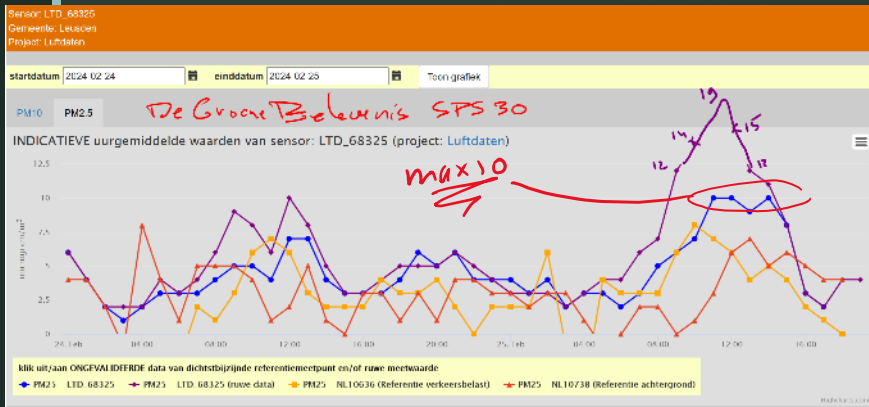 Sensor: LTD_68325
Gemeente: Leusden
Project: Luftdaten
startdatum 2024-02-24 einddatum 2024-02-25 Toon grafiek
PM10 PM2.5 De Groene Belevenis SPS30
INDICATIEVE uurgemiddelde waarden van sensor: LTD_68325 (project: Luftdaten)
19
14 15
12 12
max 10
12.5
10
7.5
5
2.5
0
24. Feb 04:00 08:00 12:00 16:00 20:00 25. Feb 04:00 08:00 12:00 16:00
klik uit/aan ONGEVALIDEERDE data van dichtstbijzijnde referentiemeetpunt en/of ruwe meetwaarde
PM25 LTD_68325 PM25 LTD_68325 (ruwe data) PM25 NL10636 (Referentie verkeersbelast) PM25 NL10738 (Referentie achtergrond)
Highcharts.com